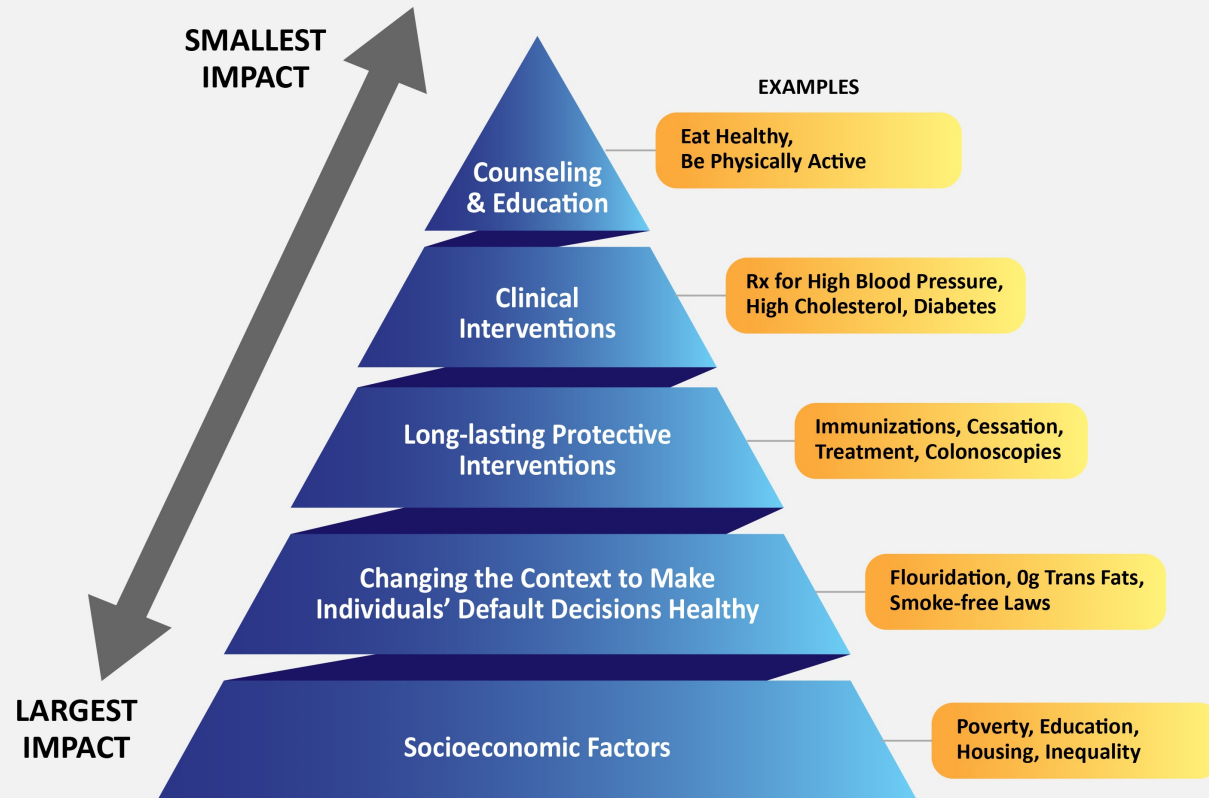 SMALLEST
IMPACT
EXAMPLES
Eat Healthy,
Be Physically Active
Counseling
& Education
Rx for High Blood Pressure,
High Cholesterol, Diabetes
Clinical
Interventions
Immunizations, Cessation,
Treatment, Colonoscopies
Long-lasting Protective
Interventions
Flouridation, 0g Trans Fats,
Smoke-free Laws
Changing the Context to Make
Individuals’ Default Decisions Healthy
LARGEST
IMPACT
Poverty, Education,
Housing, Inequality
Socioeconomic Factors